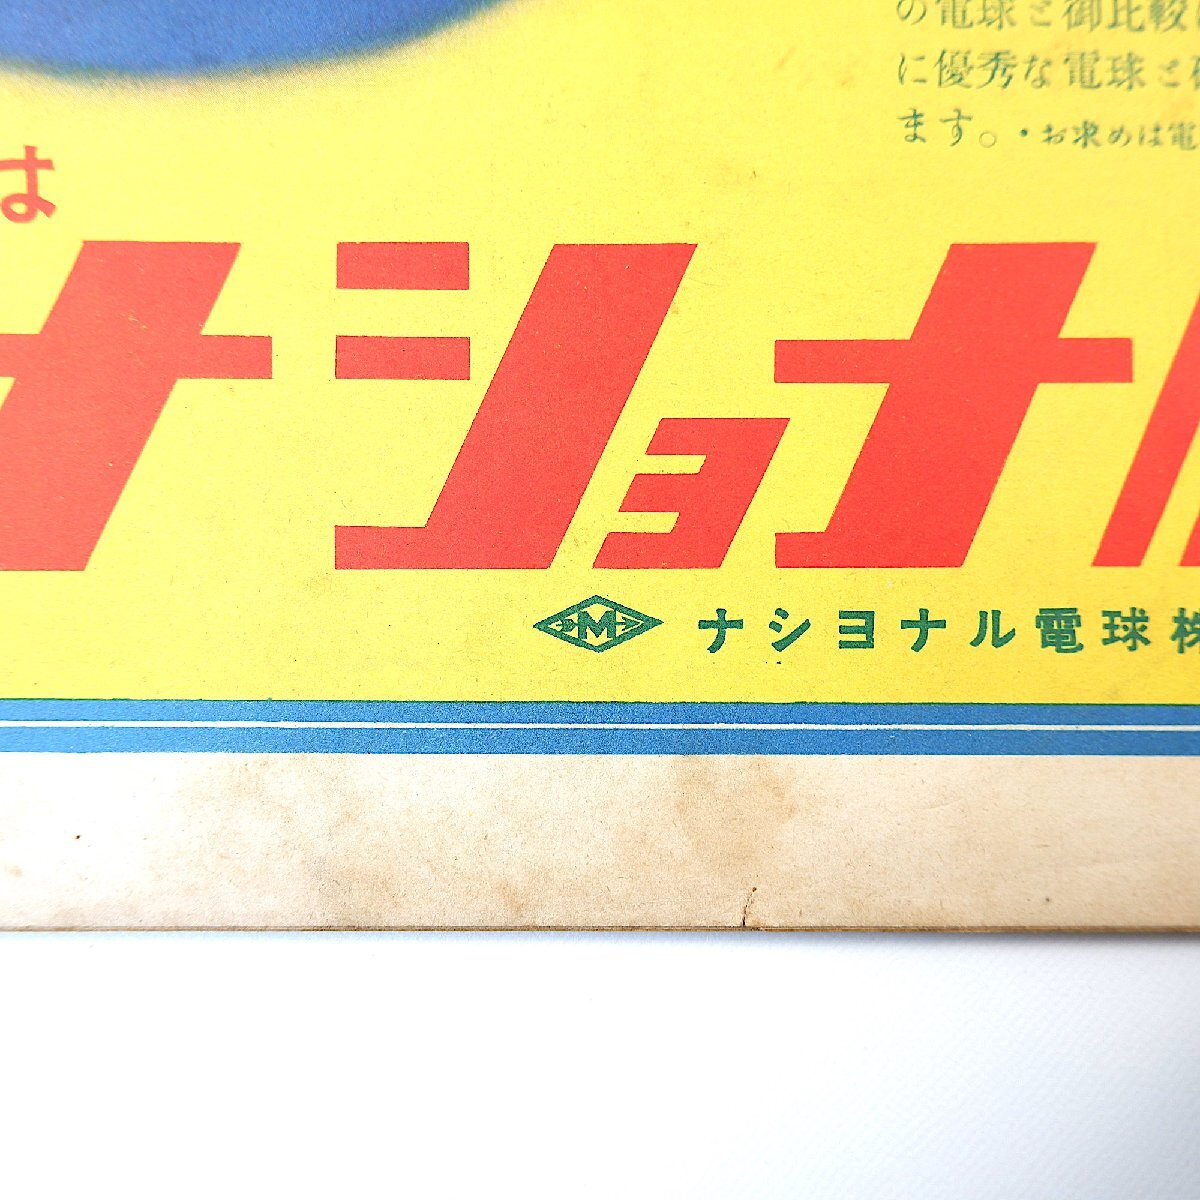 の電球と御比較
に優秀な電球と
ます。・お求めは電
は
ナショナル
M
ナシヨナル電球株